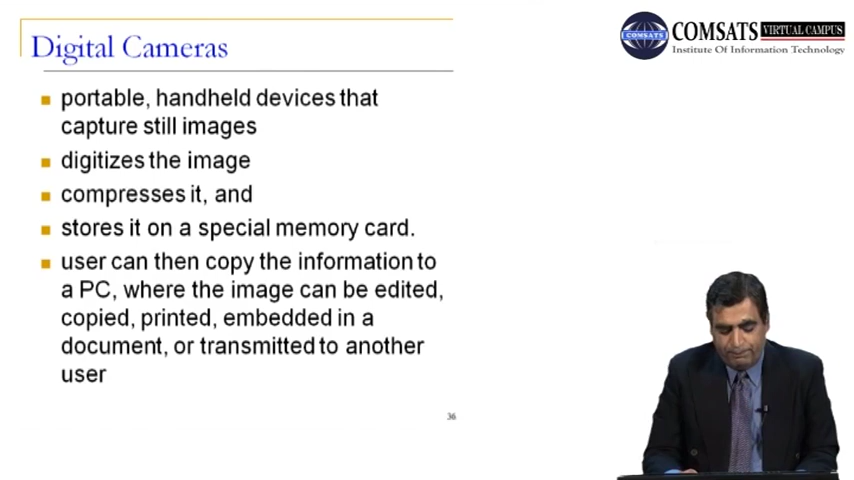 Digital Cameras
portable, handheld devices that
capture still images
digitizes the image
compresses it, and
stores it on a special memory card.
user can then copy the information to
a PC, where the image can be edited,
copied, printed, embedded in a
document, or transmitted to another
user
36
COMSATS
COMSATS VIRTUAL CAMPUS
Institute Of Information Technology